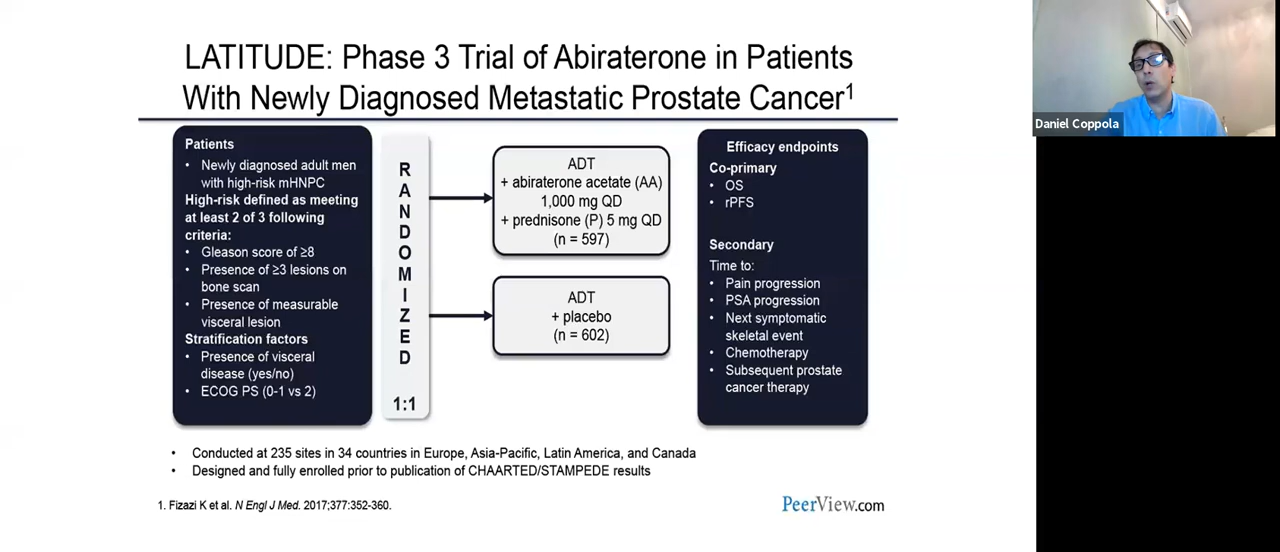 LATITUDE: Phase 3 Trial of Abiraterone in Patients
With Newly Diagnosed Metastatic Prostate Cancer1
Patients
• Newly diagnosed adult men
with high-risk mHNPC
High-risk defined as meeting
at least 2 of 3 following
criteria:
• Gleason score of ≥8
• Presence of ≥3 lesions on
bone scan
• Presence of measurable
visceral lesion
Stratification factors
• Presence of visceral
disease (yes/no)
• ECOG PS (0-1 vs 2)
R
A
N
D
O
M
I
Z
E
D
1:1
ADT
+ abiraterone acetate (AA)
1,000 mg QD
+ prednisone (P) 5 mg QD
(n = 597)
ADT
+ placebo
(n = 602)
Efficacy endpoints
Co-primary
• OS
• rPFS
Secondary
Time to:
• Pain progression
• PSA progression
• Next symptomatic
skeletal event
• Chemotherapy
• Subsequent prostate
cancer therapy
• Conducted at 235 sites in 34 countries in Europe, Asia-Pacific, Latin America, and Canada
• Designed and fully enrolled prior to publication of CHAARTED/STAMPEDE results
1. Fizazi K et al. N Engl J Med. 2017;377:352-360.
PeerView.com
Daniel Coppola